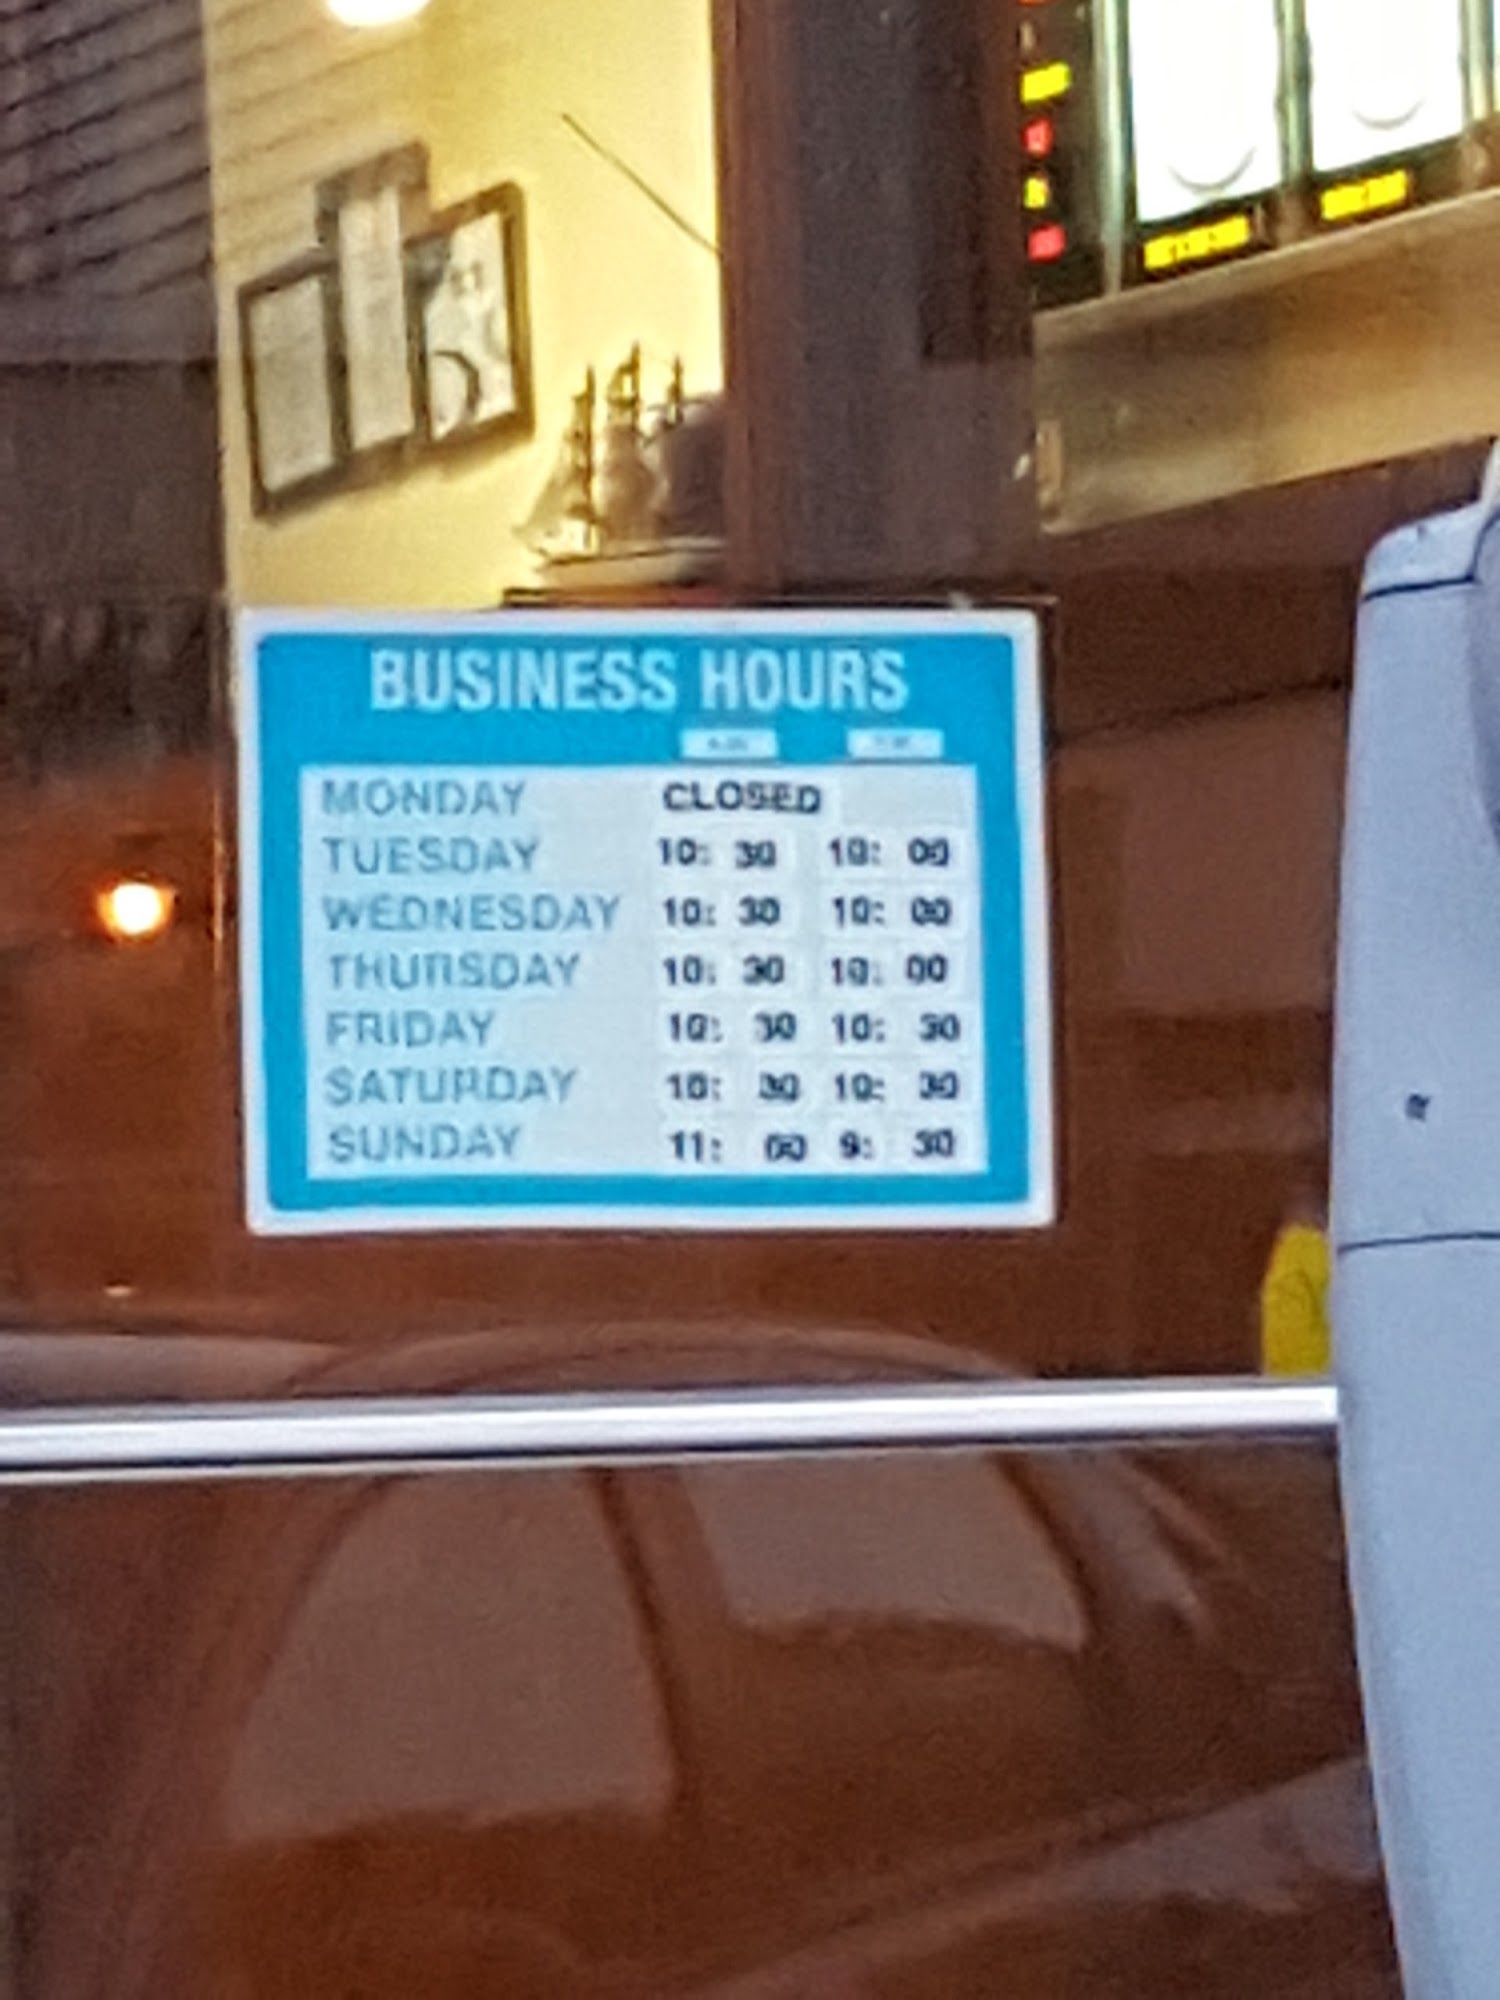 BUSINESS HOURS
MONDAY CLOSED
TUESDAY 10: 30 10: 00
WEDNESDAY 10: 30 10: 00
THURSDAY 10: 30 10: 00
FRIDAY 10: 30 10: 30
SATURDAY 10: 30 10: 30
SUNDAY 11: 00 9: 30